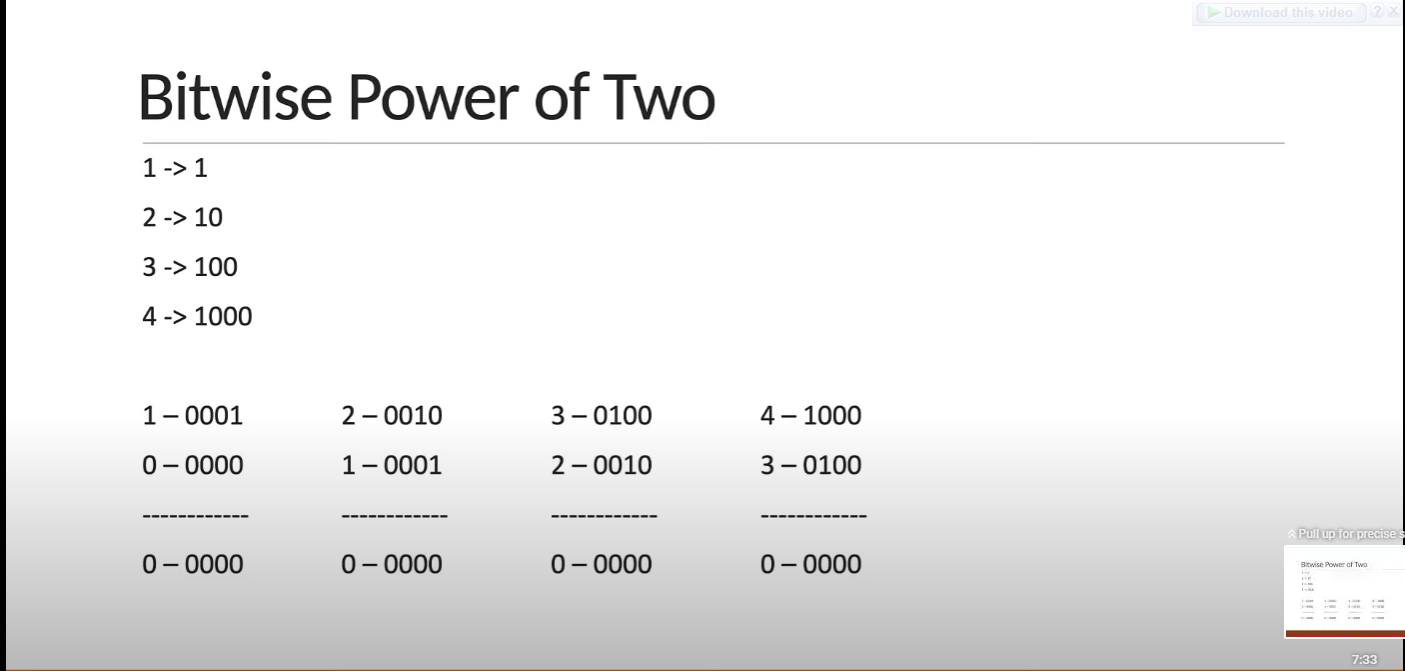 Download this video ? X
Bitwise Power of Two
1 -> 1
2 -> 10
3 -> 100
4 -> 1000
1 – 0001 2 – 0010 3 – 0100 4 – 1000
0 – 0000 1 – 0001 2 – 0010 3 – 0100
------------ ------------ ------------ ------------
0 – 0000 0 – 0000 0 – 0000 0 – 0000
Pull up for precise s
Bitwise Power of Two
7:33